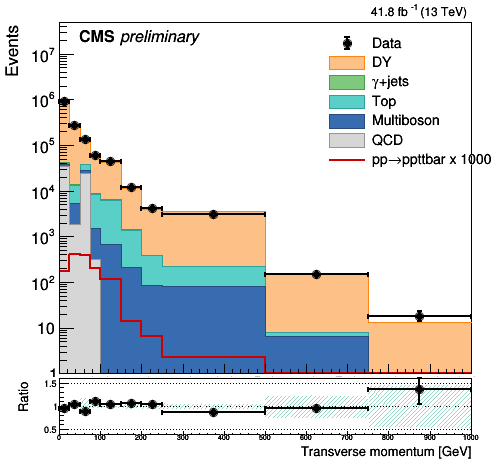 41.8 fb⁻¹ (13 TeV)
CMS preliminary
Events
Data
DY
γ+jets
Top
Multiboson
QCD
pp→ppttbar x 1000
10⁷
10⁶
10⁵
10⁴
10³
10²
10
1
Ratio
1.5
1
0.5
0 100 200 300 400 500 600 700 800 900 1000
Transverse momentum [GeV]